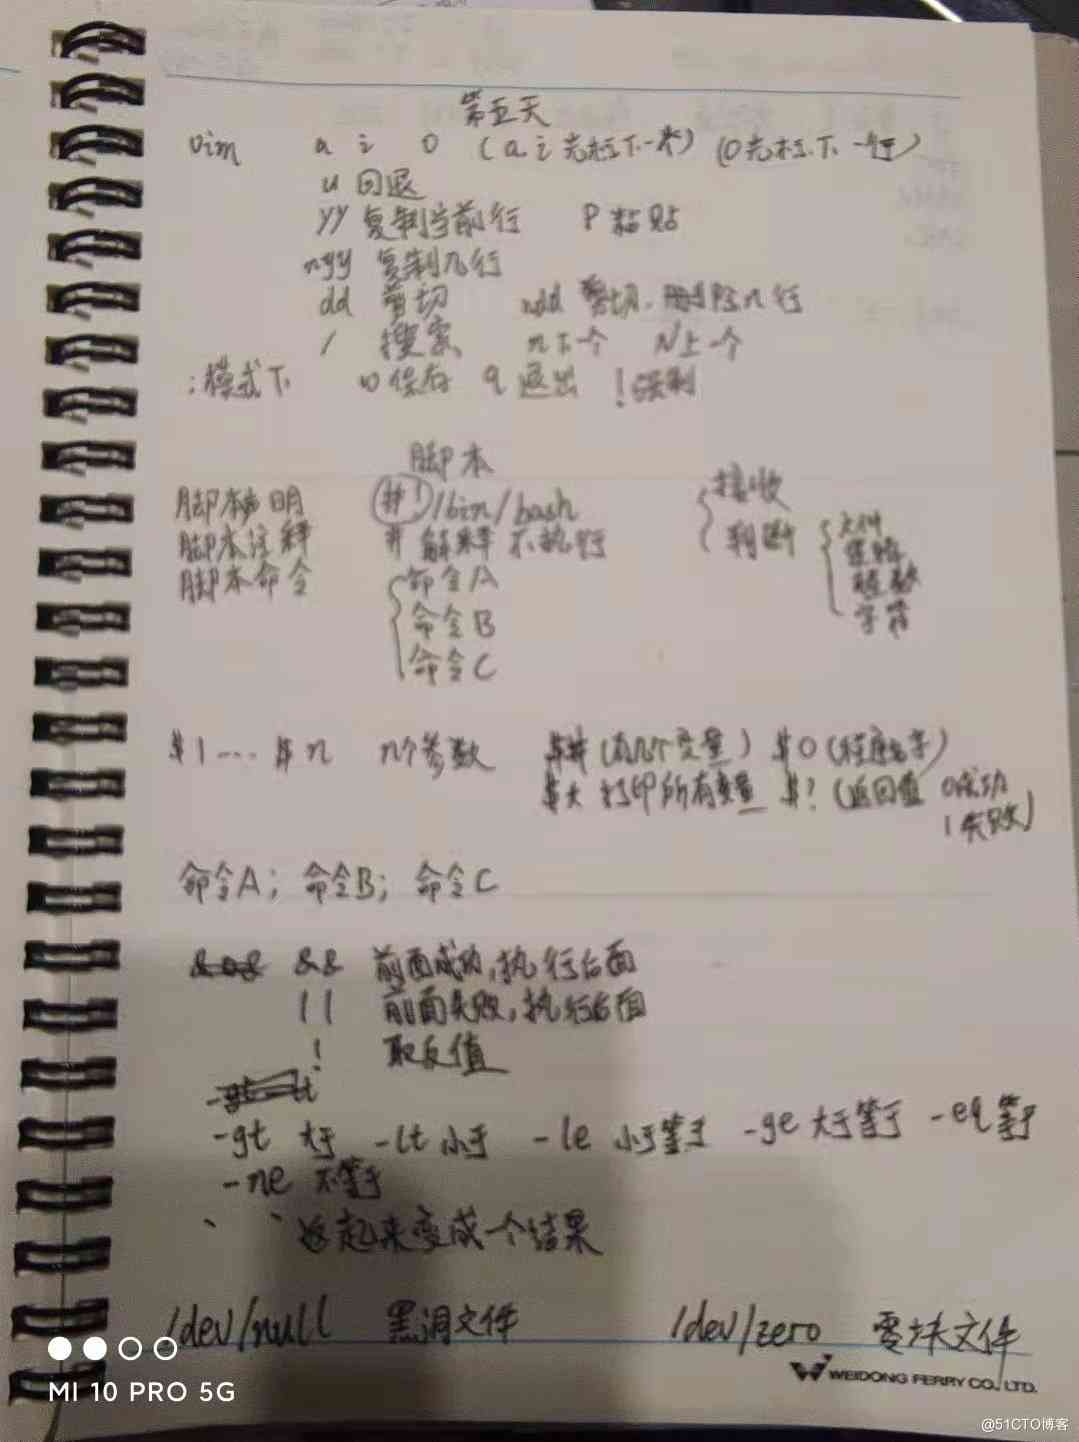 第五天
vim a i o (a i 光标下一米) (o光标下一行)
u 回退
yy 复制当前行 P 粘贴
nyy 复制几行
dd 剪切 ndd 剪切.删除n行
/ 搜索 n下个 N上一个
:模式下 w保存 q退出 !强制
脚本
脚本声明 #!/bin/bash 接收
脚本注释 # 解释 不执行 判断 文件
脚本命令 命令A 逻辑
命令B 整数
命令C 字符
$1 … $n n个参数 $# (有几个变量) $0 (程序名字)
$* 打印所有变量 $? (返回值 0成功
1失败)
命令A; 命令B; 命令C
&& 前面成功,执行后面
|| 前面失败,执行后面
! 取反值
-gt 大于 -lt 小于 -le 小于等于 -ge 大于等于 -eq 等于
-ne 不等于
` ` 返起来变成一个结果
/dev/null 黑洞文件 /dev/zero 零块文件
WEIDONG FERRY CO., LTD.
MI 10 PRO 5G
@51CTO博客